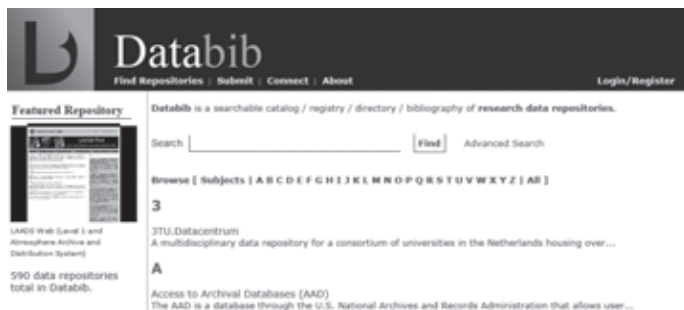 Databib
Find Repositories | Submit | Connect | About
Login/Register
Featured Repository
LAADS Web (Level 1 and
Atmosphere Archive and
Distribution System)
590 data repositories
total in Databib.
Databib is a searchable catalog / registry / directory / bibliography of research data repositories.
Search Find Advanced Search
Browse [ Subjects | A B C D E F G H I J K L M N O P Q R S T U V W X Y Z | All ]
3
3TU.Datacentrum
A multidisciplinary data repository for a consortium of universities in the Netherlands housing over...
A
Access to Archival Databases (AAD)
The AAD is a database through the U.S. National Archives and Records Administration that allows user...